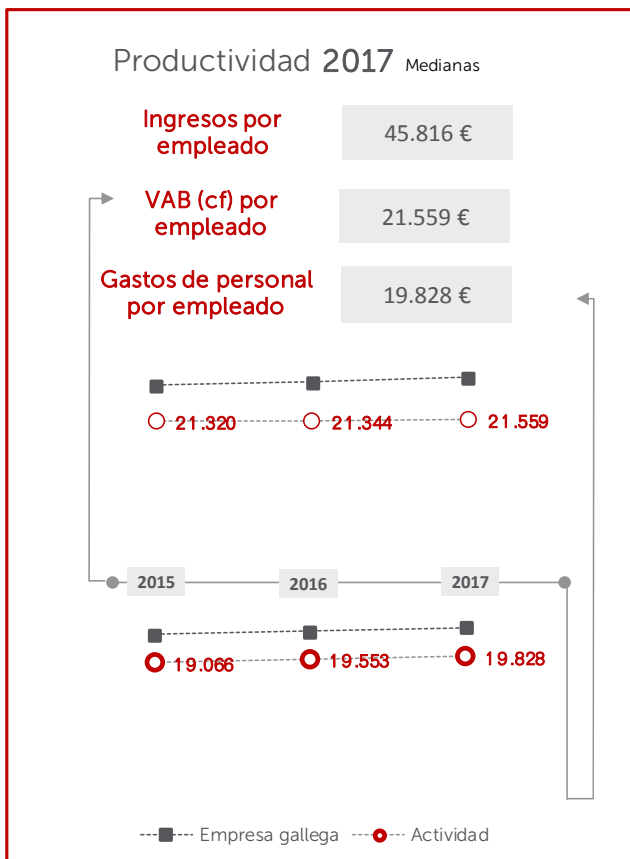 Productividad 2017 Medianas
Ingresos por
empleado
45.816 €
VAB (cf) por
empleado
21.559 €
Gastos de personal
por empleado
19.828 €
21.320 21.344 21.559
2015 2016 2017
19.066 19.553 19.828
Empresa gallega Actividad